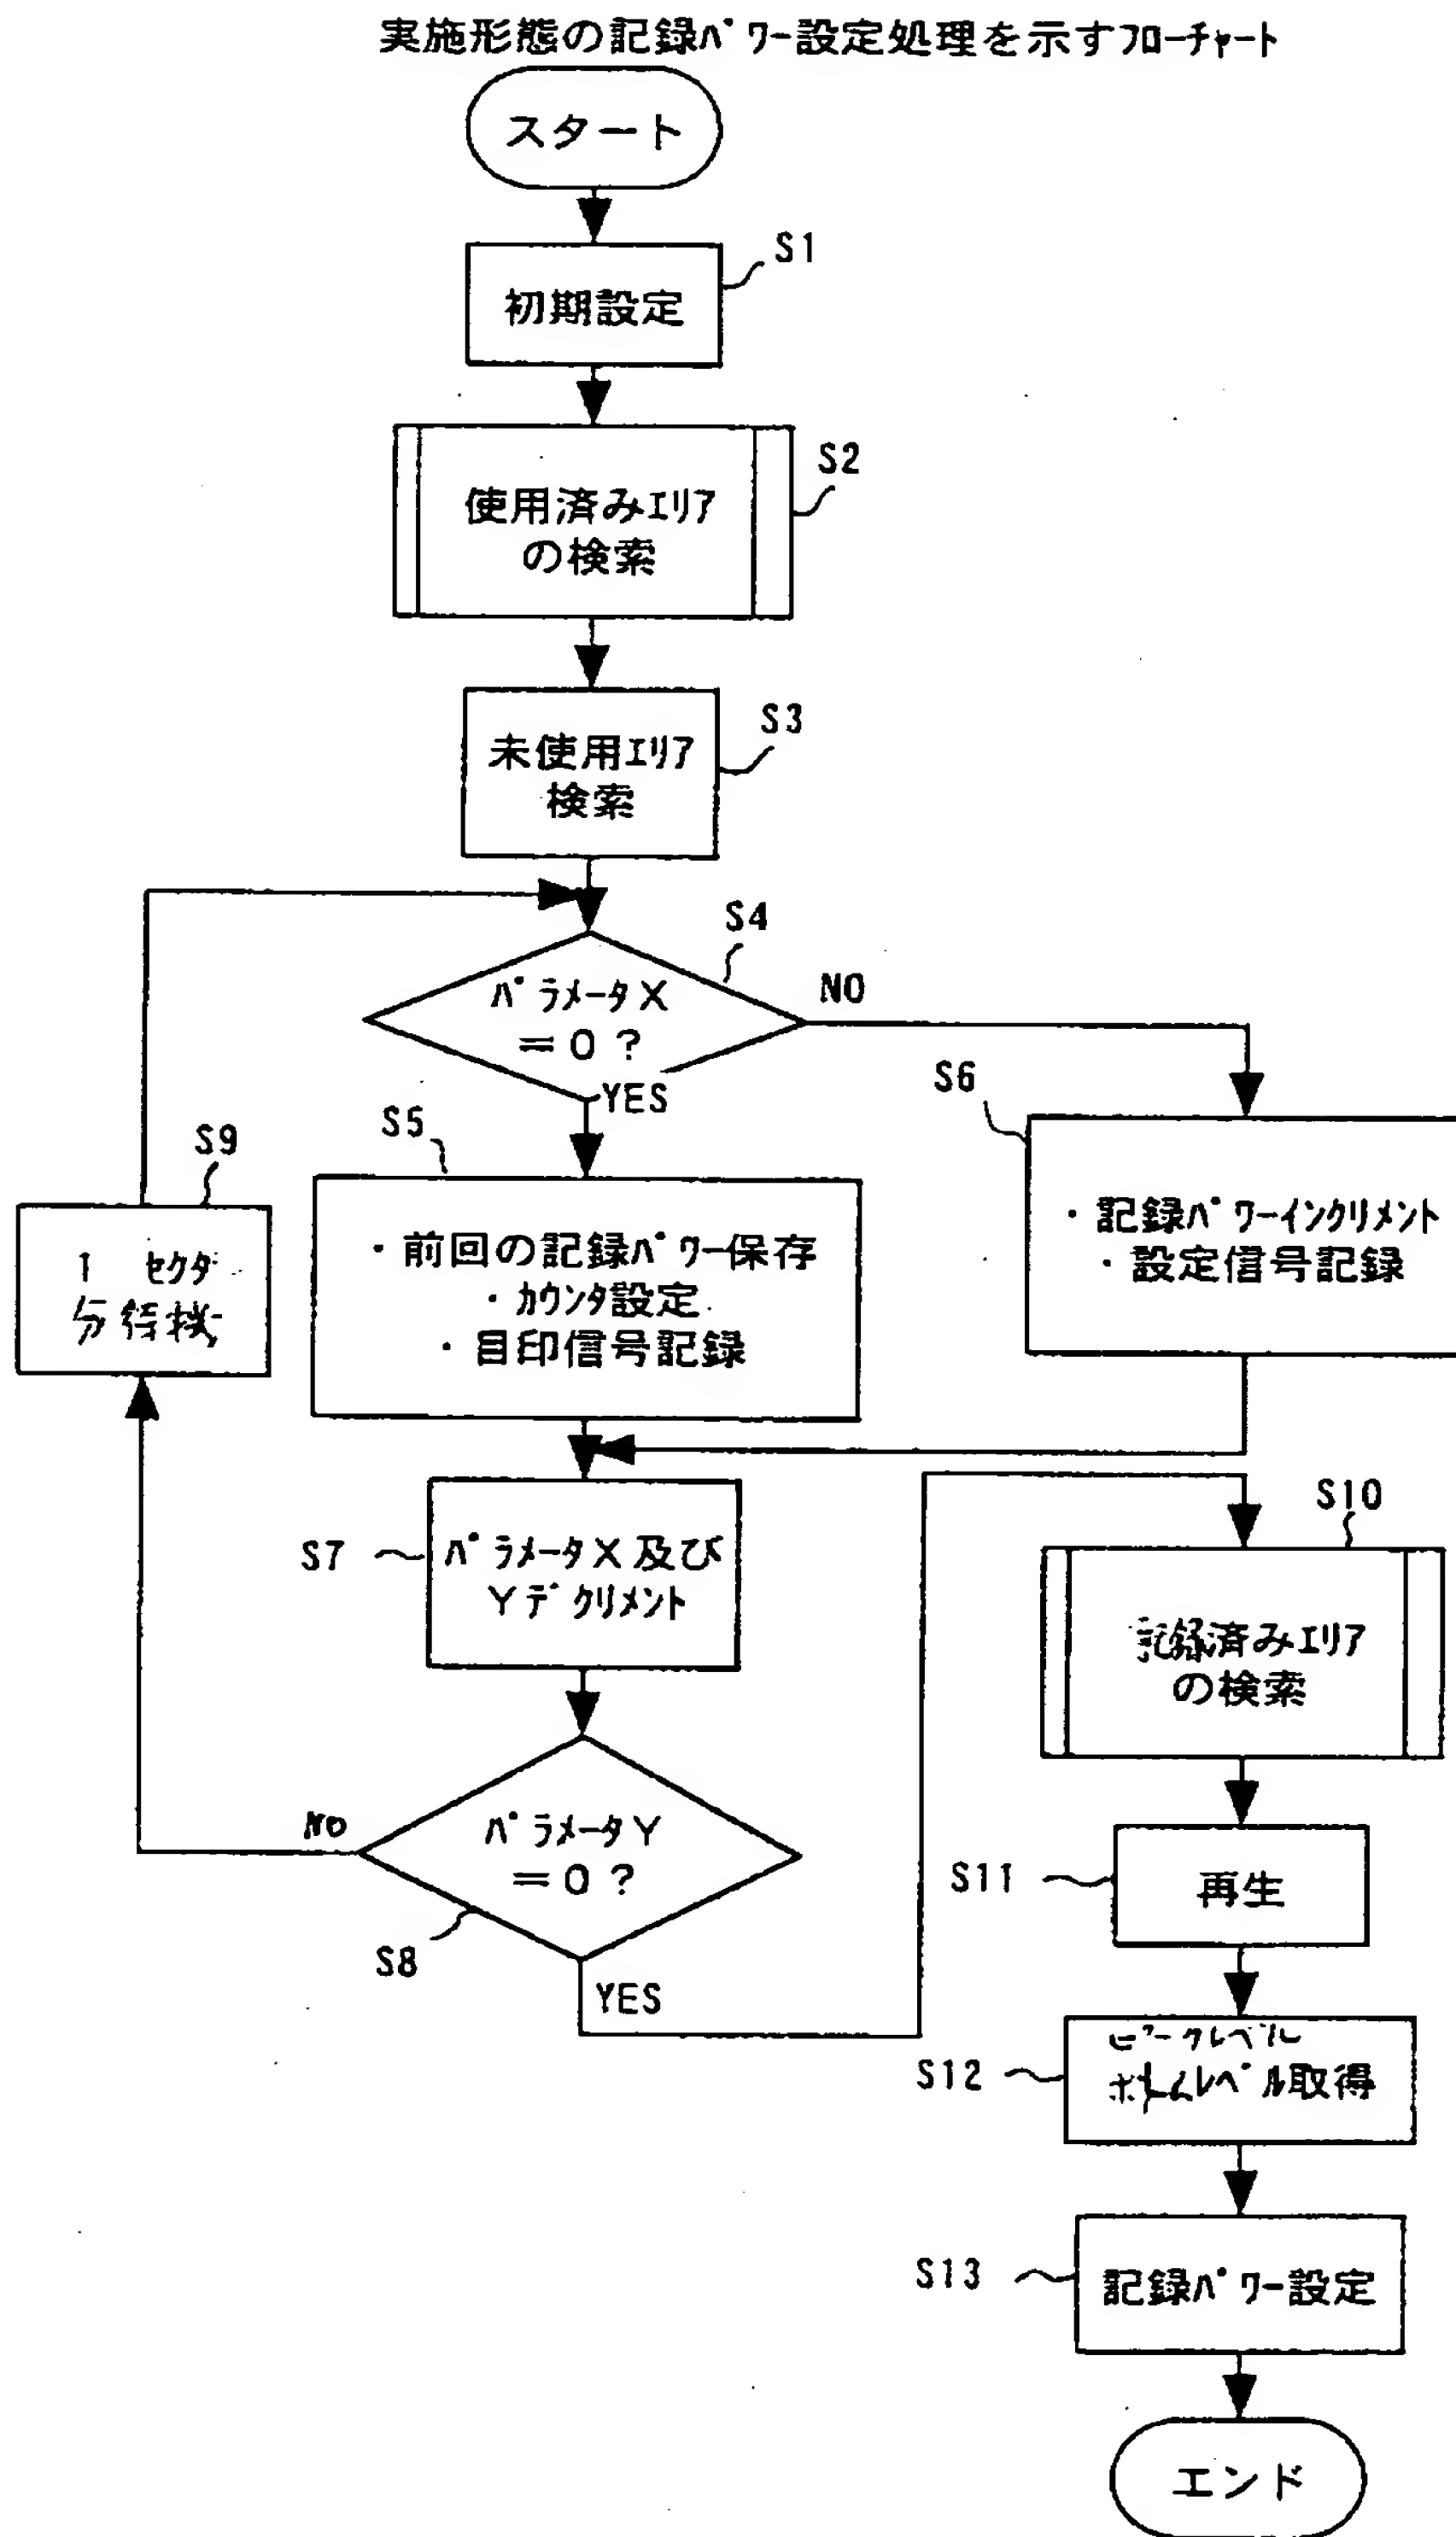 実施形態の記録パワー設定処理を示すフローチャート
スタート
S1
初期設定
S2
使用済みエリア
の検索
S3
未使用エリア
検索
S4
パラメータX
=0?
NO
YES
S5
・前回の記録パワー保存
・カウンタ設定
・目印信号記録
S6
・記録パワーインクリメント
・設定信号記録
S9
1 セクタ
分待機
S7
パラメータX及び
Yデクリメント
S8
パラメータY
=0?
NO
YES
S10
記録済みエリア
の検索
S11
再生
S12
ピークレベル
ボトムレベル取得
S13
記録パワー設定
エンド